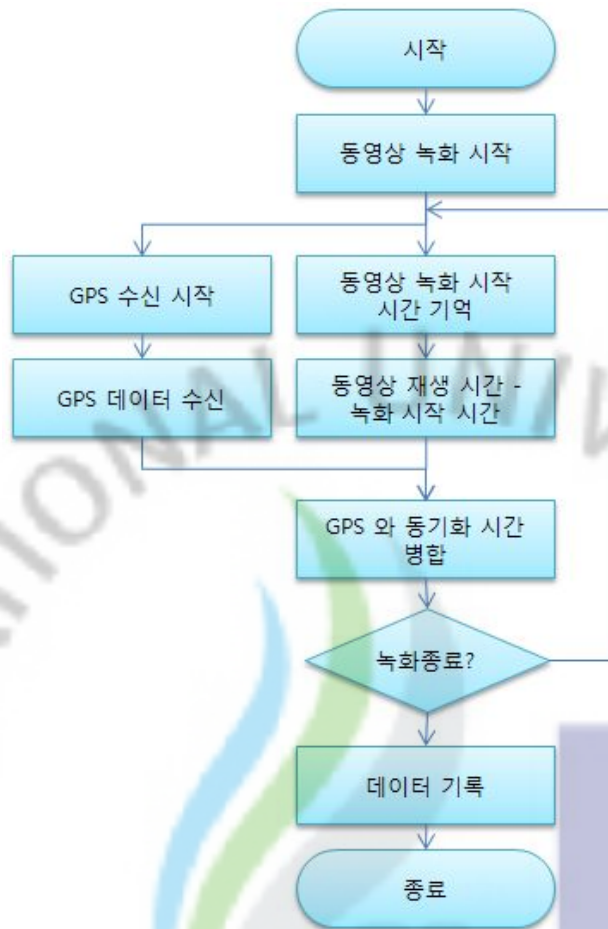 시작
동영상 녹화 시작
GPS 수신 시작
동영상 녹화 시작
시간 기억
GPS 데이터 수신
동영상 재생 시간 -
녹화 시작 시간
GPS 와 동기화 시간
병합
녹화종료?
데이터 기록
종료